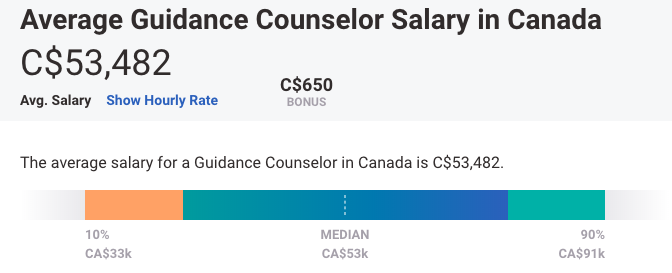 Average Guidance Counselor Salary in Canada
C$53,482
C$650
Avg. Salary Show Hourly Rate BONUS
The average salary for a Guidance Counselor in Canada is C$53,482.
10% MEDIAN 90%
CA$33k CA$53k CA$91k